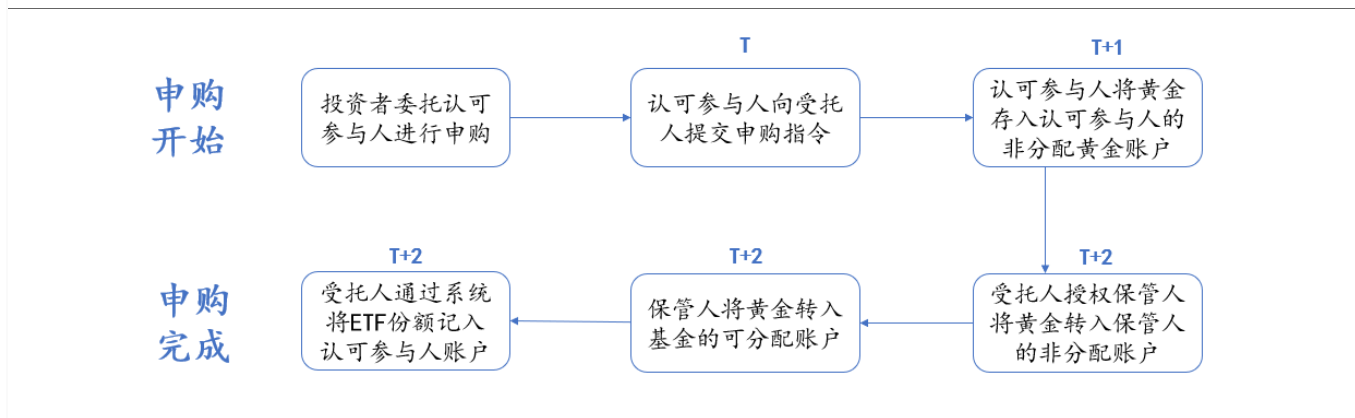 申购
开始
投资者委托认可
参与人进行申购
T
认可参与人向受托
人提交申购指令
T+1
认可参与人将黄金
存入认可参与人的
非分配黄金账户
T+2
受托人授权保管人
将黄金转入保管人
的非分配账户
T+2
保管人将黄金转入
基金的可分配账户
T+2
受托人通过系统
将ETF份额记入
认可参与人账户
申购
完成